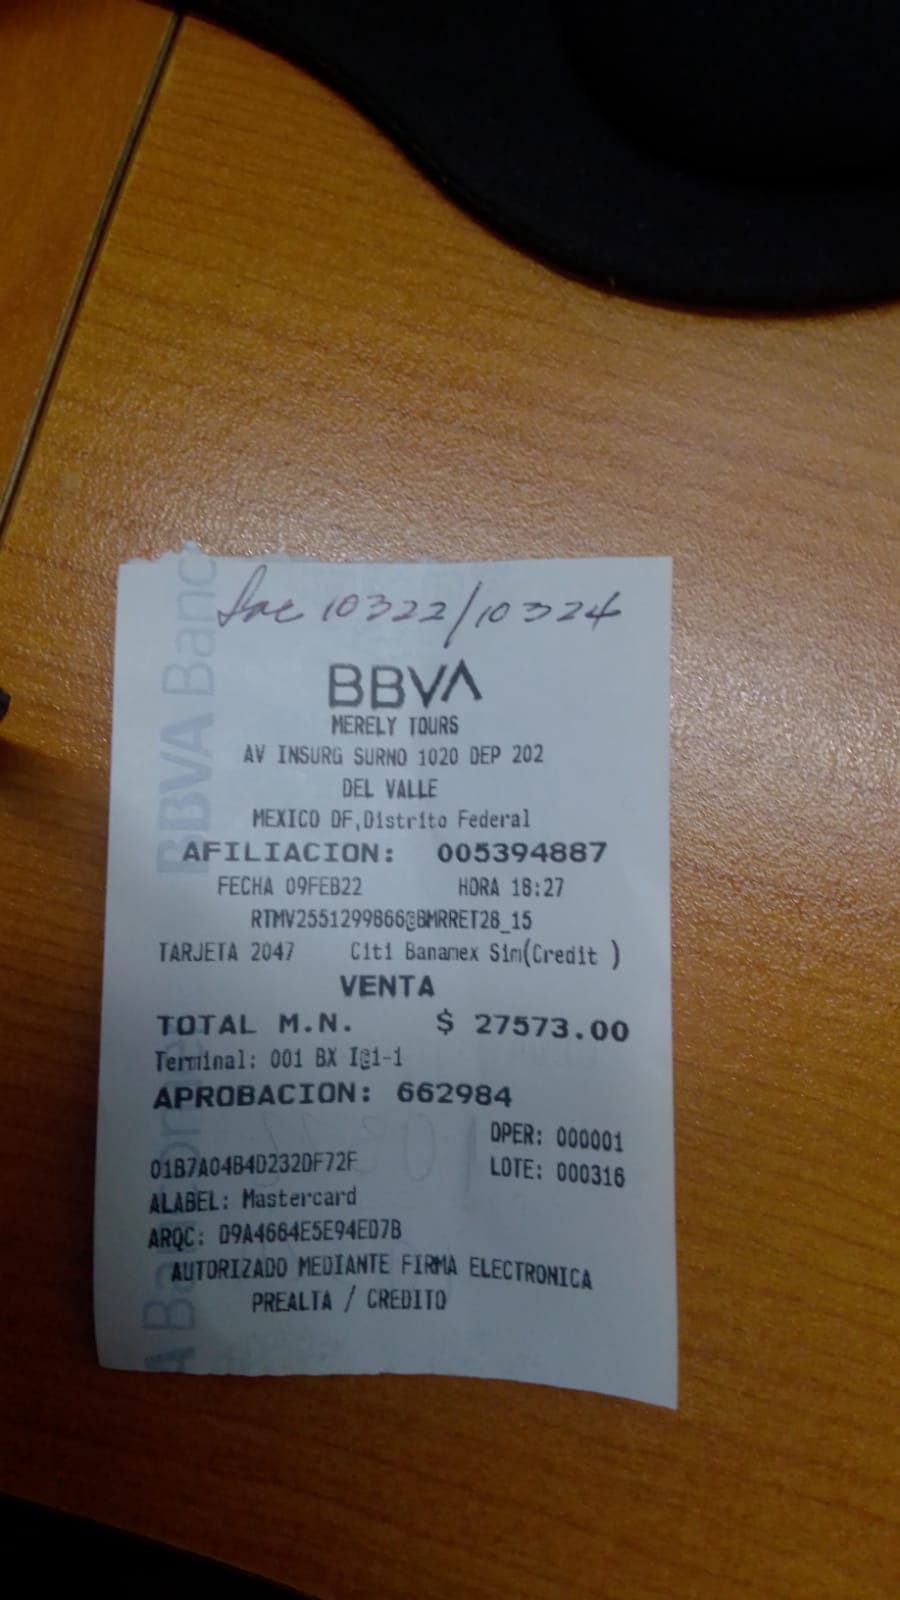 Fac 10322/10324
BBVA
MERELY TOURS
AV INSURG SURNO 1020 DEP 202
DEL VALLE
MEXICO DF,Distrito Federal
AFILIACION: 005394887
FECHA 09FEB22 HORA 18:27
RTMV2551299866@BMRRET28_15
TARJETA 2047 Citi Banamex Sim(Credit )
VENTA
TOTAL M.N. $ 27573.00
Terminal: 001 BX I@1-1
APROBACION: 662984
OPER: 000001
01B7A04B4D232DF72F
LOTE: 000316
ALABEL: Mastercard
ARQC: D9A4664E5E94ED7B
AUTORIZADO MEDIANTE FIRMA ELECTRONICA
PREALTA / CREDITO
BBVA Banc